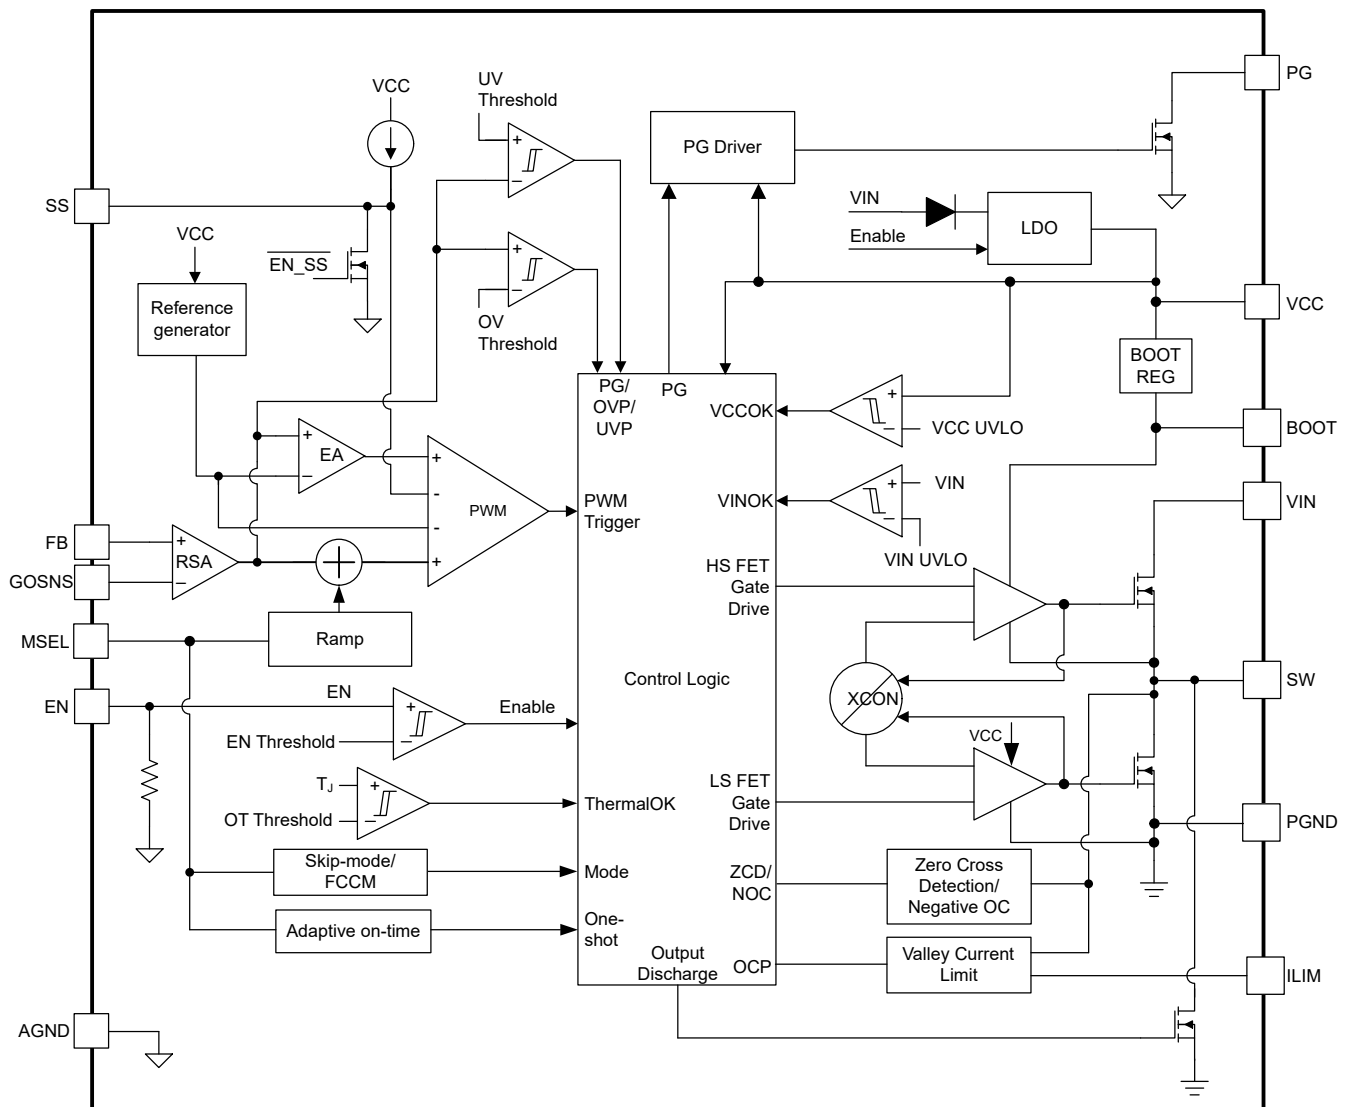 UV
Threshold
VCC
PG
PG Driver
VIN
Enable
LDO
SS
VCC
EN_SS
Reference
generator
OV
Threshold
VCC
BOOT
REG
PG/
OVP/
UVP
PG
VCCOK
+
−
VCC UVLO
BOOT
+
−
EA
+
-
-
+
PWM
PWM
Trigger
VINOK
+
−
VIN
VIN UVLO
VIN
FB
GOSNS
+
−
RSA
+
HS FET
Gate
Drive
MSEL
Ramp
Control Logic
XCON
SW
EN
EN
+
−
Enable
EN Threshold
VCC
TJ
+
−
OT Threshold
ThermalOK
LS FET
Gate
Drive
PGND
Skip-mode/
FCCM
Mode
ZCD/
NOC
Zero Cross
Detection/
Negative OC
Adaptive on-time
One-
shot
Output
Discharge
OCP
Valley Current
Limit
ILIM
AGND
+
−
+
−